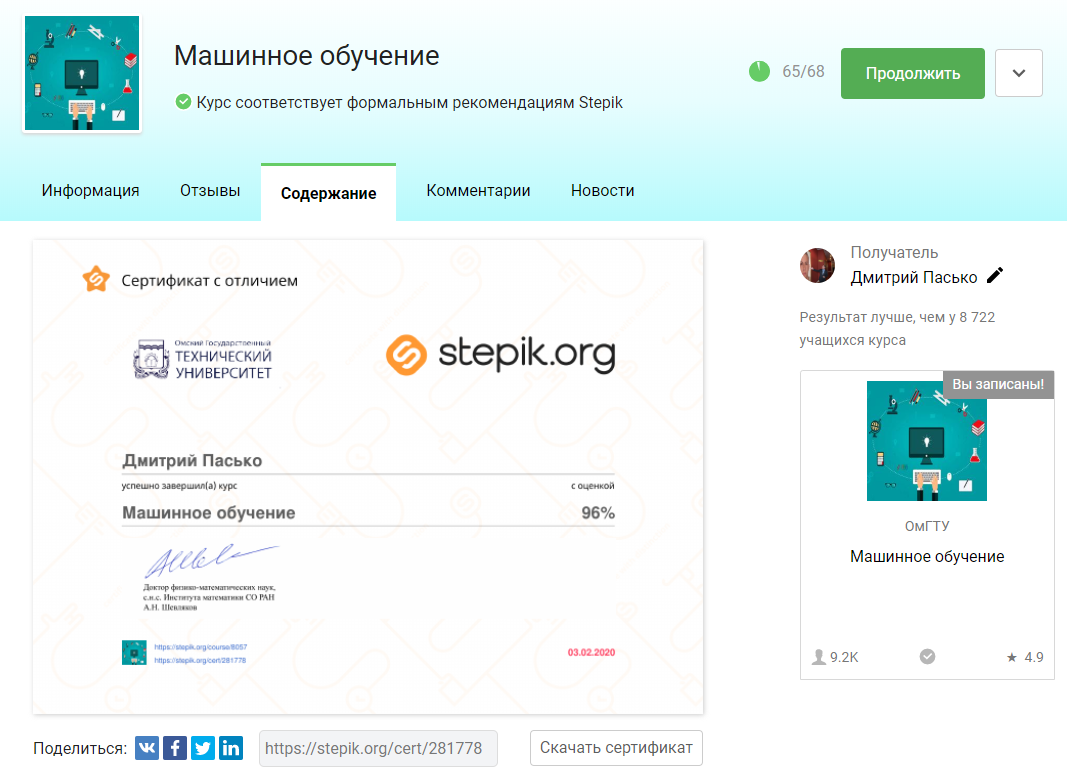 Машинное обучение
Курс соответствует формальным рекомендациям Stepik
65/68
Продолжить
Информация
Отзывы
Содержание
Комментарии
Новости
Сертификат с отличием
Омский Государственный
ТЕХНИЧЕСКИЙ
УНИВЕРСИТЕТ
stepik.org
Дмитрий Пасько
успешно завершил(а) курс
с оценкой
Машинное обучение
96%
Доктор физико-математических наук,
с.н.с. Института математики СО РАН
А.Н. Шевляков
https://stepik.org/course/8057
https://stepik.org/cert/281778
03.02.2020
Поделиться:
https://stepik.org/cert/281778
Скачать сертификат
Получатель
Дмитрий Пасько
Результат лучше, чем у 8 722
учащихся курса
Вы записаны!
ОмГТУ
Машинное обучение
9.2K
4.9